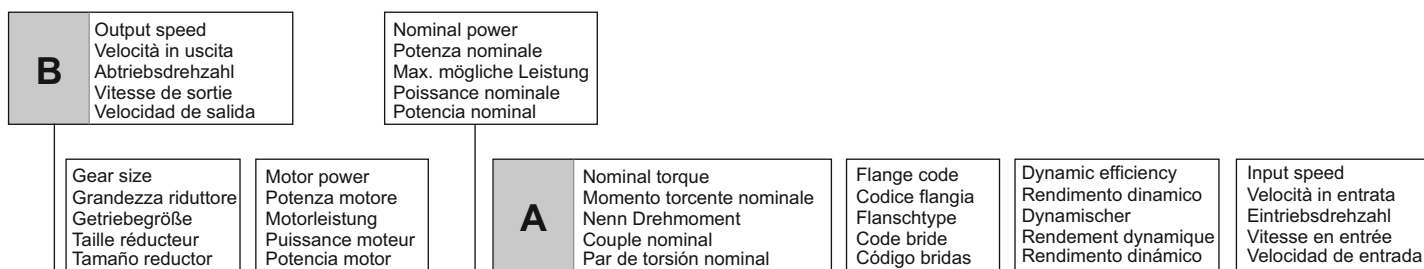 B
Output speed
Velocità in uscita
Abtriebsdrehzahl
Vitesse de sortie
Velocidad de salida
Nominal power
Potenza nominale
Max. mögliche Leistung
Poissance nominale
Potencia nominal
Gear size
Grandezza riduttore
Getriebegröße
Taille réducteur
Tamaño reductor
Motor power
Potenza motore
Motorleistung
Puissance moteur
Potencia motor
A
Nominal torque
Momento torcente nominale
Nenn Drehmoment
Couple nominal
Par de torsión nominal
Flange code
Codice flangia
Flanschtype
Code bride
Código bridas
Dynamic efficiency
Rendimento dinamico
Dynamischer
Rendement dynamique
Rendimento dinámico
Input speed
Velocità in entrata
Eintriebsdrehzahl
Vitesse en entrée
Velocidad de entrada